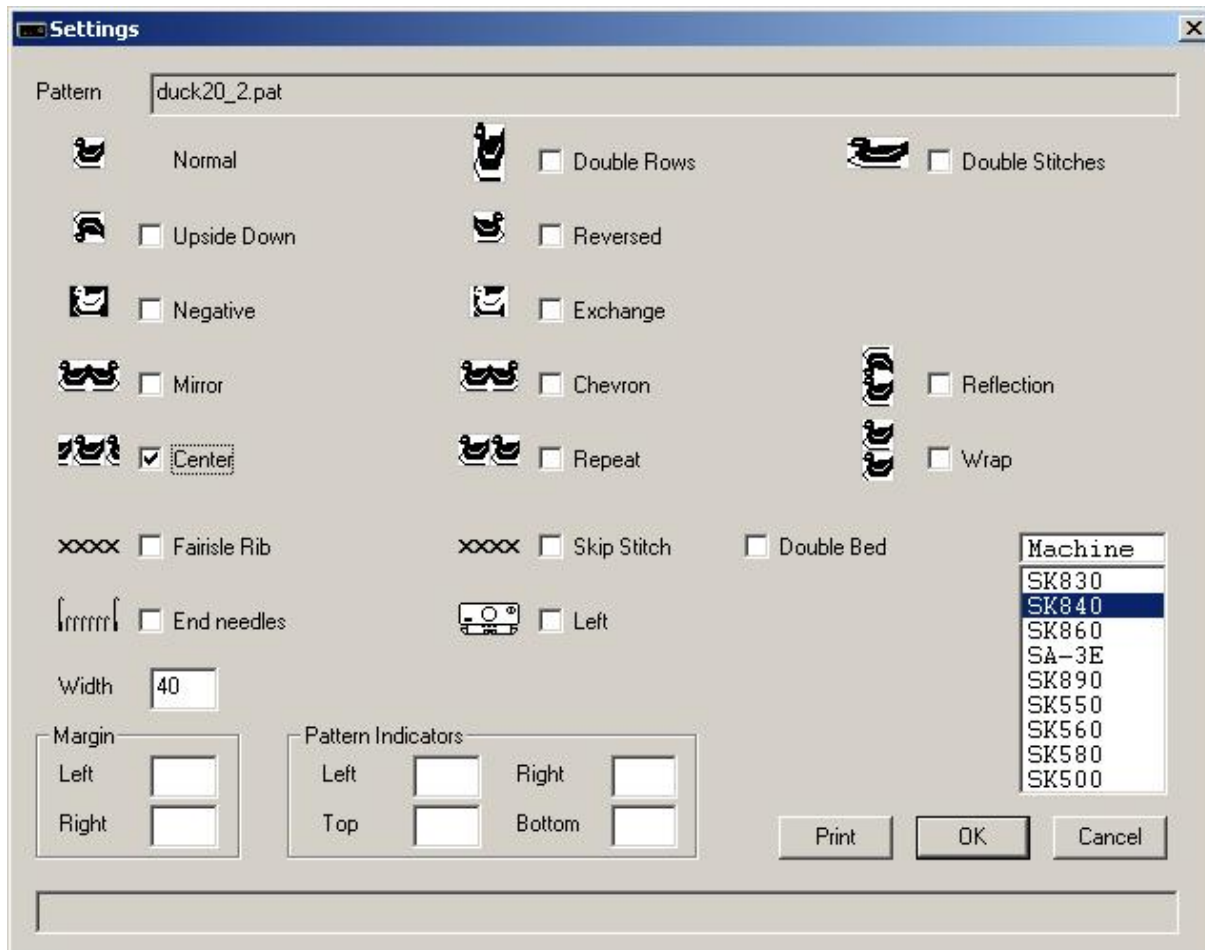 Settings
Pattern duck20_2.pat
Normal Double Rows Double Stitches
Upside Down Reversed
Negative Exchange
Mirror Chevron Reflection
Center Repeat Wrap
Fairisle Rib Skip Stitch Double Bed Machine
SK830
SK840
End needles Left SK860
SA-3E
SK890
Width 40 SK550
Margin Pattern Indicators SK560
Left Left Right SK580
SK500
Right Top Bottom Print OK Cancel